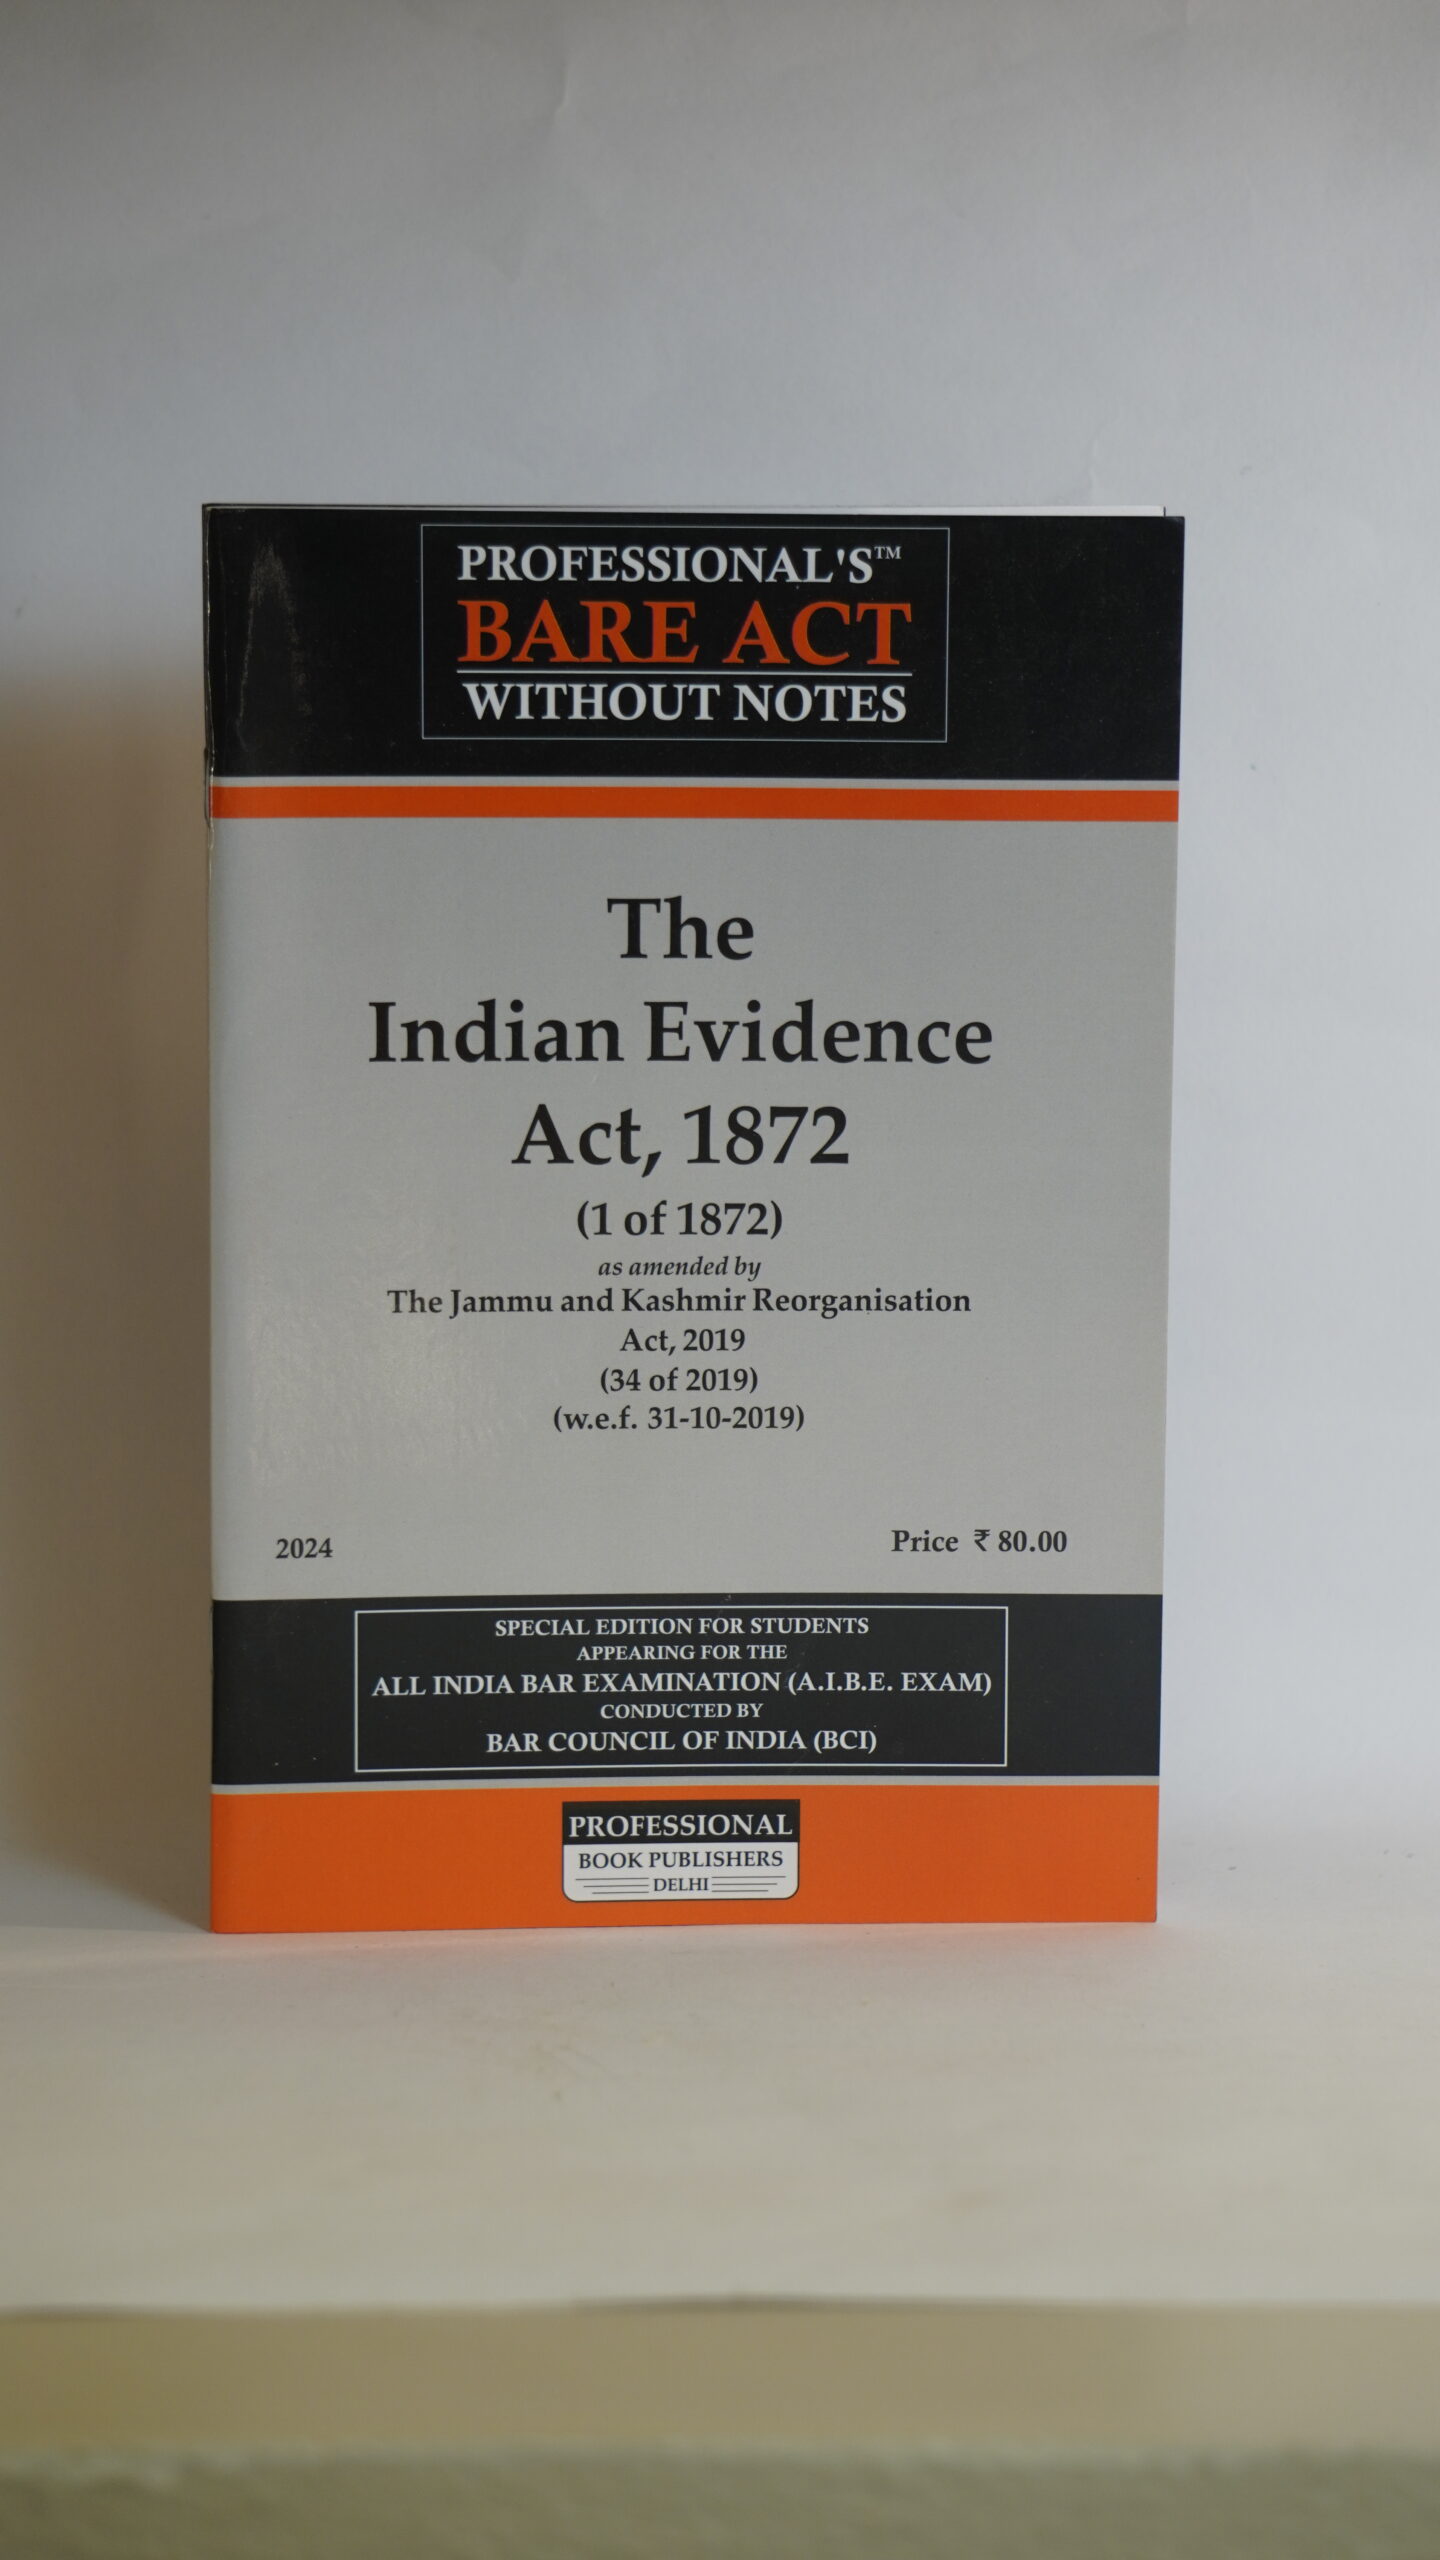 PROFESSIONAL'S™
BARE ACT
WITHOUT NOTES
The
Indian Evidence
Act, 1872
(1 of 1872)
as amended by
The Jammu and Kashmir Reorganisation
Act, 2019
(34 of 2019)
(w.e.f. 31-10-2019)
2024
Price ₹ 80.00
SPECIAL EDITION FOR STUDENTS
APPEARING FOR THE
ALL INDIA BAR EXAMINATION (A.I.B.E. EXAM)
CONDUCTED BY
BAR COUNCIL OF INDIA (BCI)
PROFESSIONAL
BOOK PUBLISHERS
DELHI